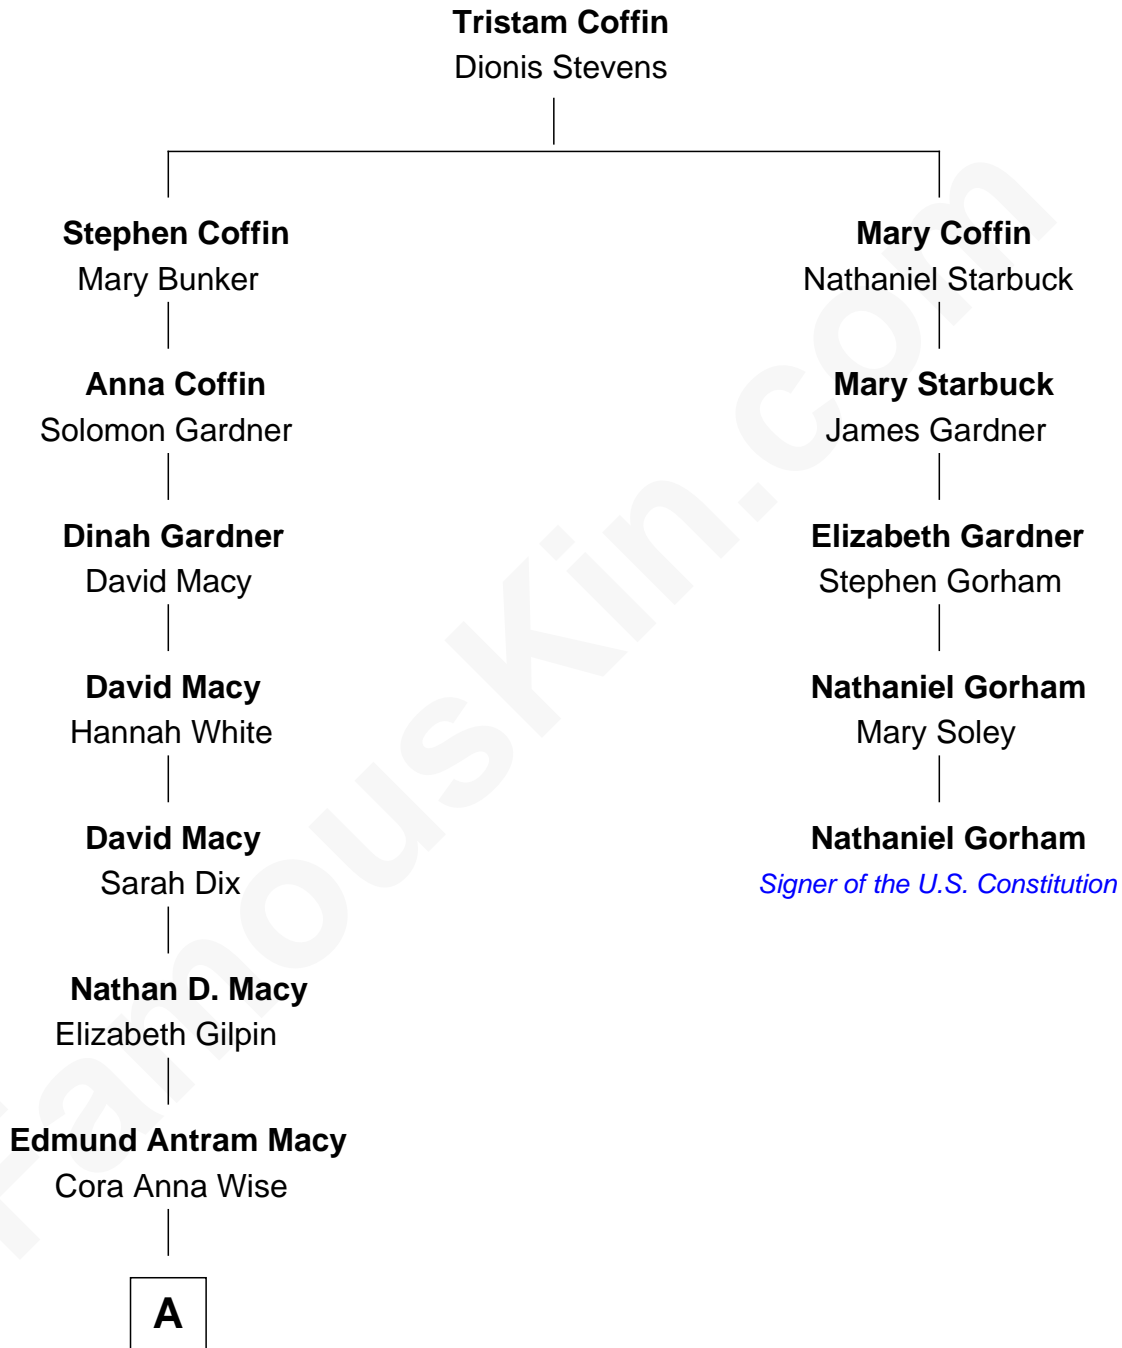 Tristam Coffin
Dionis Stevens
Stephen Coffin
Mary Bunker
Mary Coffin
Nathaniel Starbuck
Anna Coffin
Solomon Gardner
Mary Starbuck
James Gardner
Dinah Gardner
David Macy
Elizabeth Gardner
Stephen Gorham
David Macy
Hannah White
Nathaniel Gorham
Mary Soley
David Macy
Sarah Dix
Nathaniel Gorham
Signer of the U.S. Constitution
Nathan D. Macy
Elizabeth Gilpin
Edmund Antram Macy
Cora Anna Wise
A
FamousKin.com